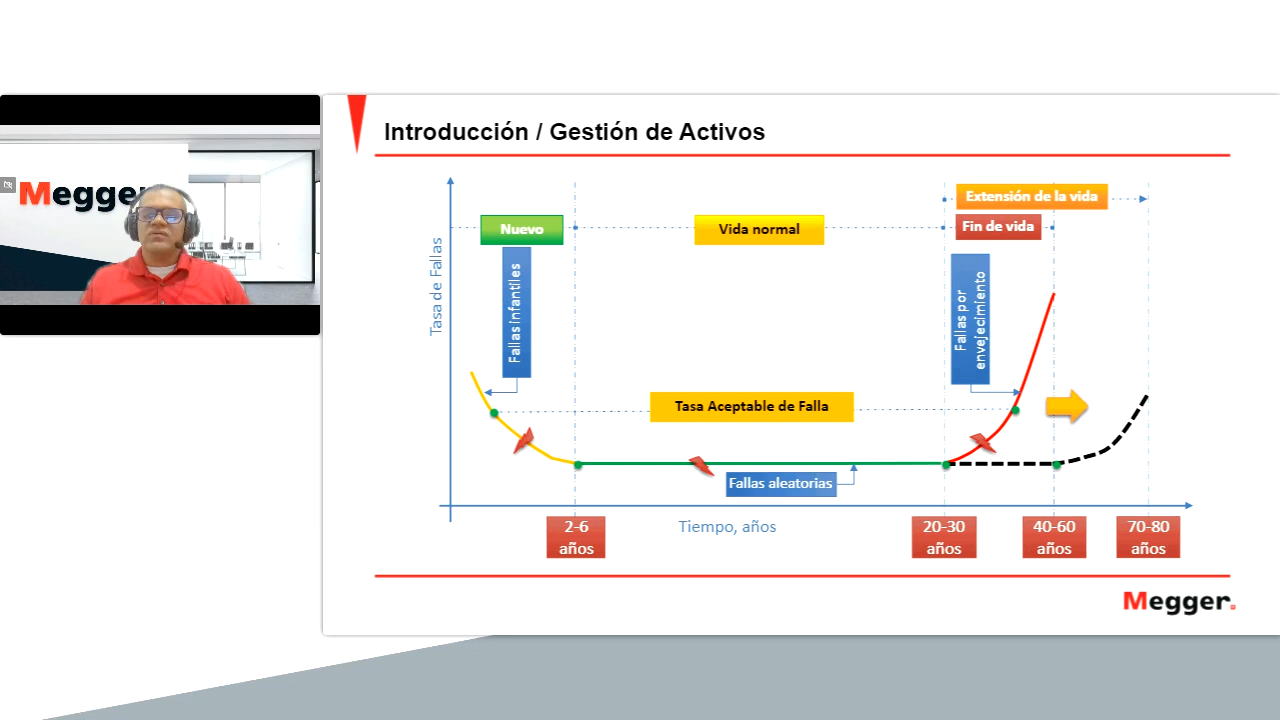 Megge
Introducción / Gestión de Activos
Extensión de la vida
Nuevo
Vida normal
Fin de vida
Tasa de Fallas
Fallas infantiles
Fallas por
envejecimiento
Tasa Aceptable de Falla
Fallas aleatorias
Tiempo, años
2-6
años
20-30
años
40-60
años
70-80
años
Megger.